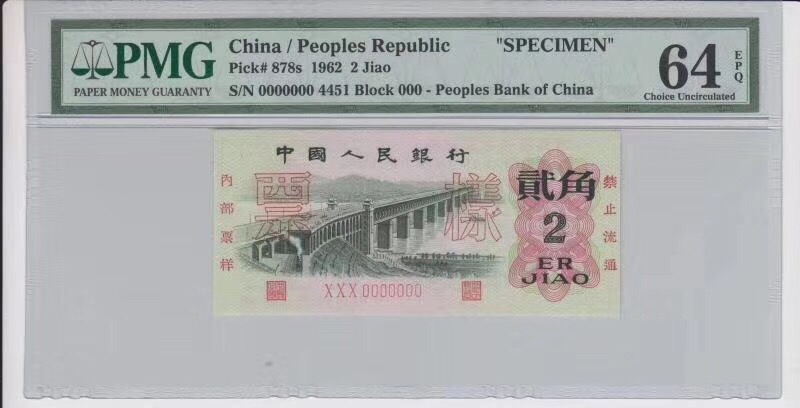 PMG
PAPER MONEY GUARANTY
China / Peoples Republic "SPECIMEN"
Pick# 878s 1962 2 Jiao
S/N 0000000 4451 Block 000 - Peoples Bank of China
64 EPQ
Choice Uncirculated
中國人民銀行
內部票样
票樣
貳角
2
ER
JIAO
禁止流通
XXX 0000000